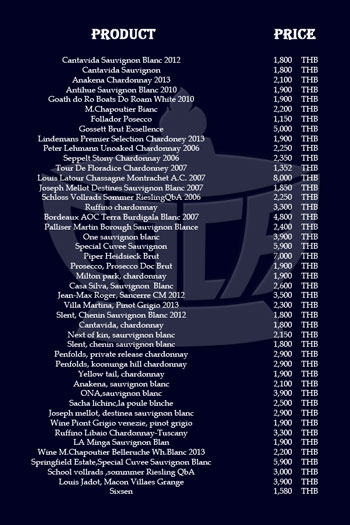 PRODUCT PRICE
Cantavida Sauvignon Blanc 2012 1,800 THB
Cantavida Sauvignon 1,800 THB
Anakena Chardonnay 2013 2,100 THB
Antihue Sauvignon Blanc 2010 1,900 THB
Goath do Ro Boats Do Roam White 2010 1,900 THB
M.Chapoutier Bianc 2,200 THB
Follador Posecco 1,150 THB
Gossett Brut Exsellence 5,000 THB
Lindemans Premier Selection Chardoney 2013 1,900 THB
Peter Lehmann Unoaked Chardonnay 2006 2,250 THB
Seppelt Stony Chardonnay 2006 2,350 THB
Tour De Floradice Chordonney 2007 1,352 THB
Louis Latour Chassagne Montrachet A.C. 2007 8,000 THB
Joseph Mellot Destines Sauvignon Blanc 2007 1,850 THB
Schloss Vollrads Sommer RieslingQbA 2006 2,250 THB
Ruffino chardonnay 3,300 THB
Bordeaux AOC Terra Burdigala Blanc 2007 4,800 THB
Palliser Martin Borough Sauvignon Blance 2,400 THB
One sauvignon blanc 3,900 THB
Special Cuvee Sauvignon 5,900 THB
Piper Heidsieck Brut 7,000 THB
Prosecco, Prosecco Doc Brut 1,900 THB
Milton park, chardonnay 1,900 THB
Casa Silva, Sauvignon Blanc 2,600 THB
Jean-Max Roger, Sancerre CM 2012 3,500 THB
Villa Martina, Pinot Grigio 2013 2,300 THB
Slent, Chenin Sauvignon Blanc 2012 1,800 THB
Cantavida, chardonnay 1,800 THB
Next of kin, saurvignon blanc 2,150 THB
Slent, chenin saurvignon blanc 1,800 THB
Penfolds, private release chardonnay 2,900 THB
Penfolds, koonunga hill chardonnay 2,900 THB
Yellow tail, chardonnay 1,900 THB
Anakena, sauvignon blanc 2,100 THB
ONA,sauvignon blanc 3,900 THB
Sacha lichinc,la poule blnche 2,500 THB
Joseph mellot, destinea sauvignon blanc 2,900 THB
Wine Piont Grigio venezie, pinot grigio 1,900 THB
Ruffino Libaio Chardonnay-Tuscany 3,300 THB
LA Minga Sauvignon Blan 1,900 THB
Wine M.Chapoutier Belleruche Wh.Blanc 2013 2,200 THB
Springfield Estate,Special Cuvee Sauvignon Blanc 5,900 THB
School vollrads ,sommmer Riesling QbA 3,000 THB
Louis Jadot, Macon Villaes Grange 3,900 THB
Sixsen 1,580 THB